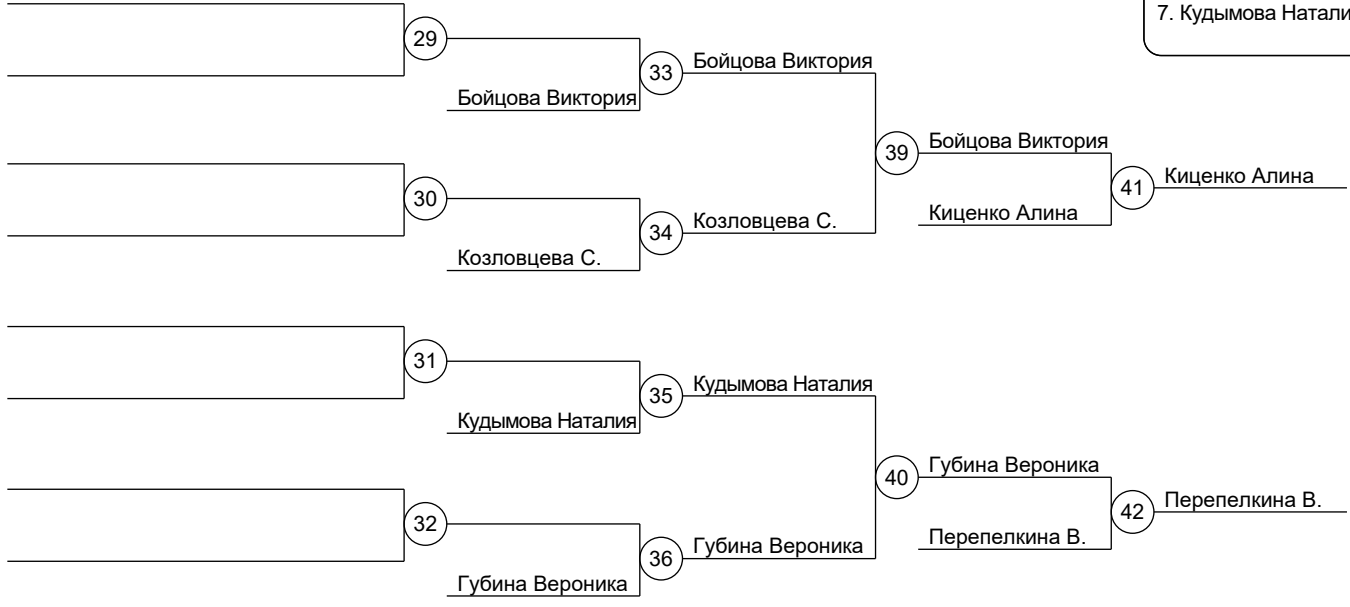 7. Кудымова Натали
29
Бойцова Виктория
33
Бойцова Виктория
Бойцова Виктория
39
30
Киценко Алина
41
Киценко Алина
Козловцева С.
34
Козловцева С.
31
Кудымова Наталия
35
Кудымова Наталия
Губина Вероника
40
Перепелкина В.
42
32
Перепелкина В.
Губина Вероника
36
Губина Вероника